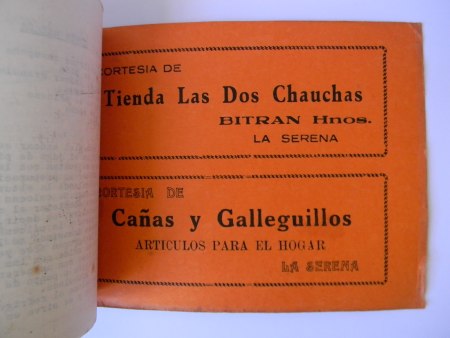 CORTESIA DE
Tienda Las Dos Chauchas
BITRAN Hnos.
LA SERENA
CORTESIA DE
Cañas y Galleguillos
ARTICULOS PARA EL HOGAR
LA SERENA